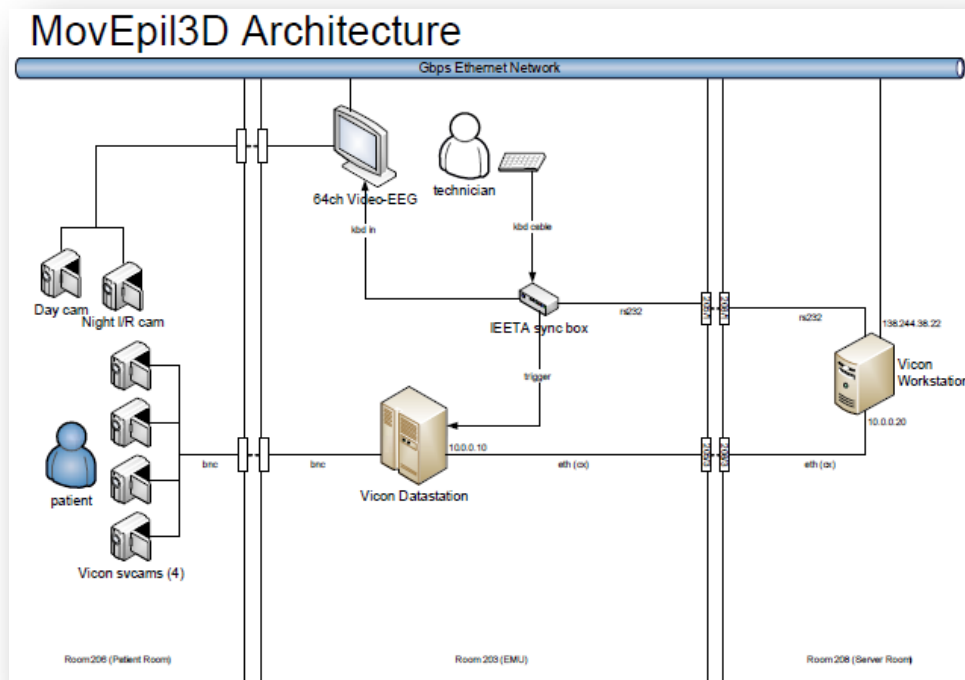 MovEpil3D Architecture
Gbps Ethernet Network
64ch Video-EEG
technician
kbd in
kbd cable
Day cam
Night I/R cam
IEETA sync box
rs232
rs232
138.244.38.22
Vicon
Workstation
trigger
10.0.0.20
patient
bnc
bnc
10.0.0.10
eth (ox)
eth (ox)
Vicon Datastation
Vicon svcams (4)
Room 206 (Patient Room)
Room 203 (EMU)
Room 208 (Server Room)